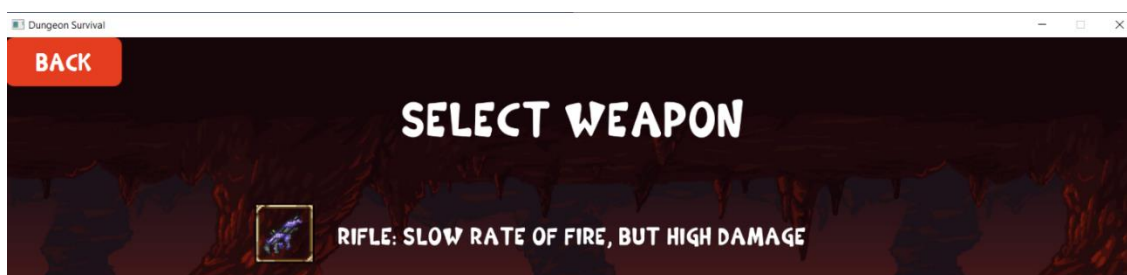 Dungeon Survival
BACK
SELECT WEAPON
RIFLE: SLOW RATE OF FIRE, BUT HIGH DAMAGE